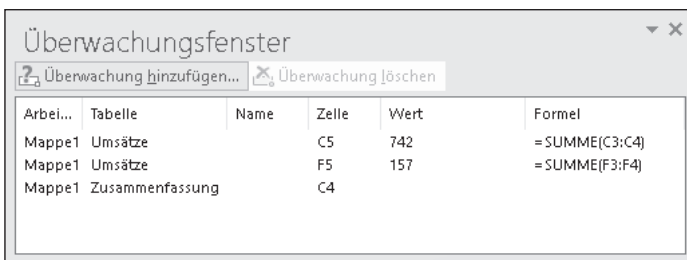 Überwachungsfenster
Überwachung hinzufügen... Überwachung löschen
Arbei... Tabelle Name Zelle Wert Formel
Mappe1 Umsätze C5 742 =SUMME(C3:C4)
Mappe1 Umsätze F5 157 =SUMME(F3:F4)
Mappe1 Zusammenfassung C4